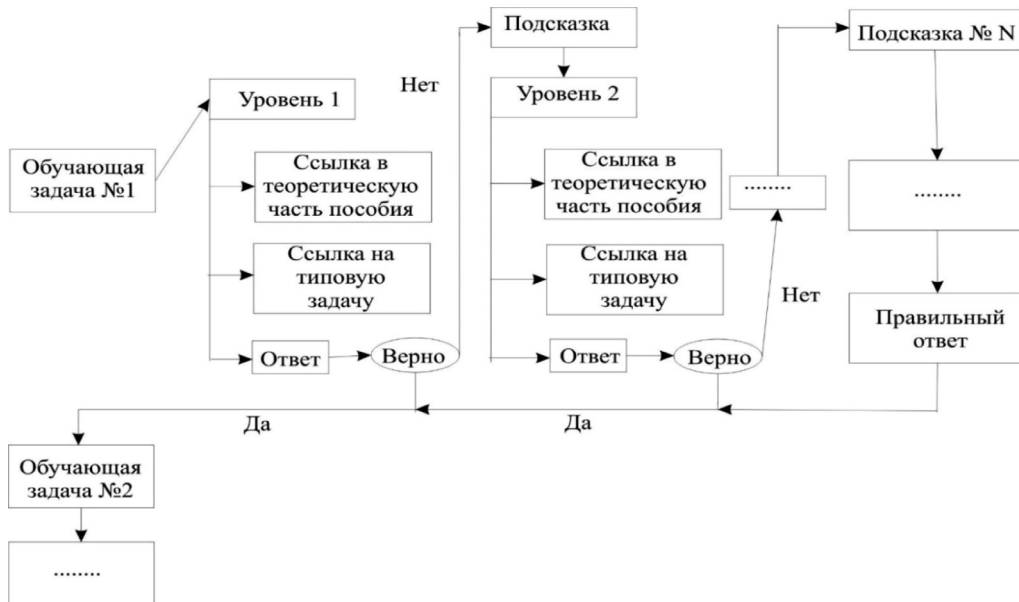 Обучающая
задача №1
Уровень 1
Ссылка в
теоретическую
часть пособия
Ссылка на
типовую
задачу
Ответ
Верно
Нет
Подсказка
Уровень 2
Ссылка в
теоретическую
часть пособия
Ссылка на
типовую
задачу
Ответ
Верно
Нет
........
Подсказка № N
........
Правильный
ответ
Да
Да
Обучающая
задача №2
........